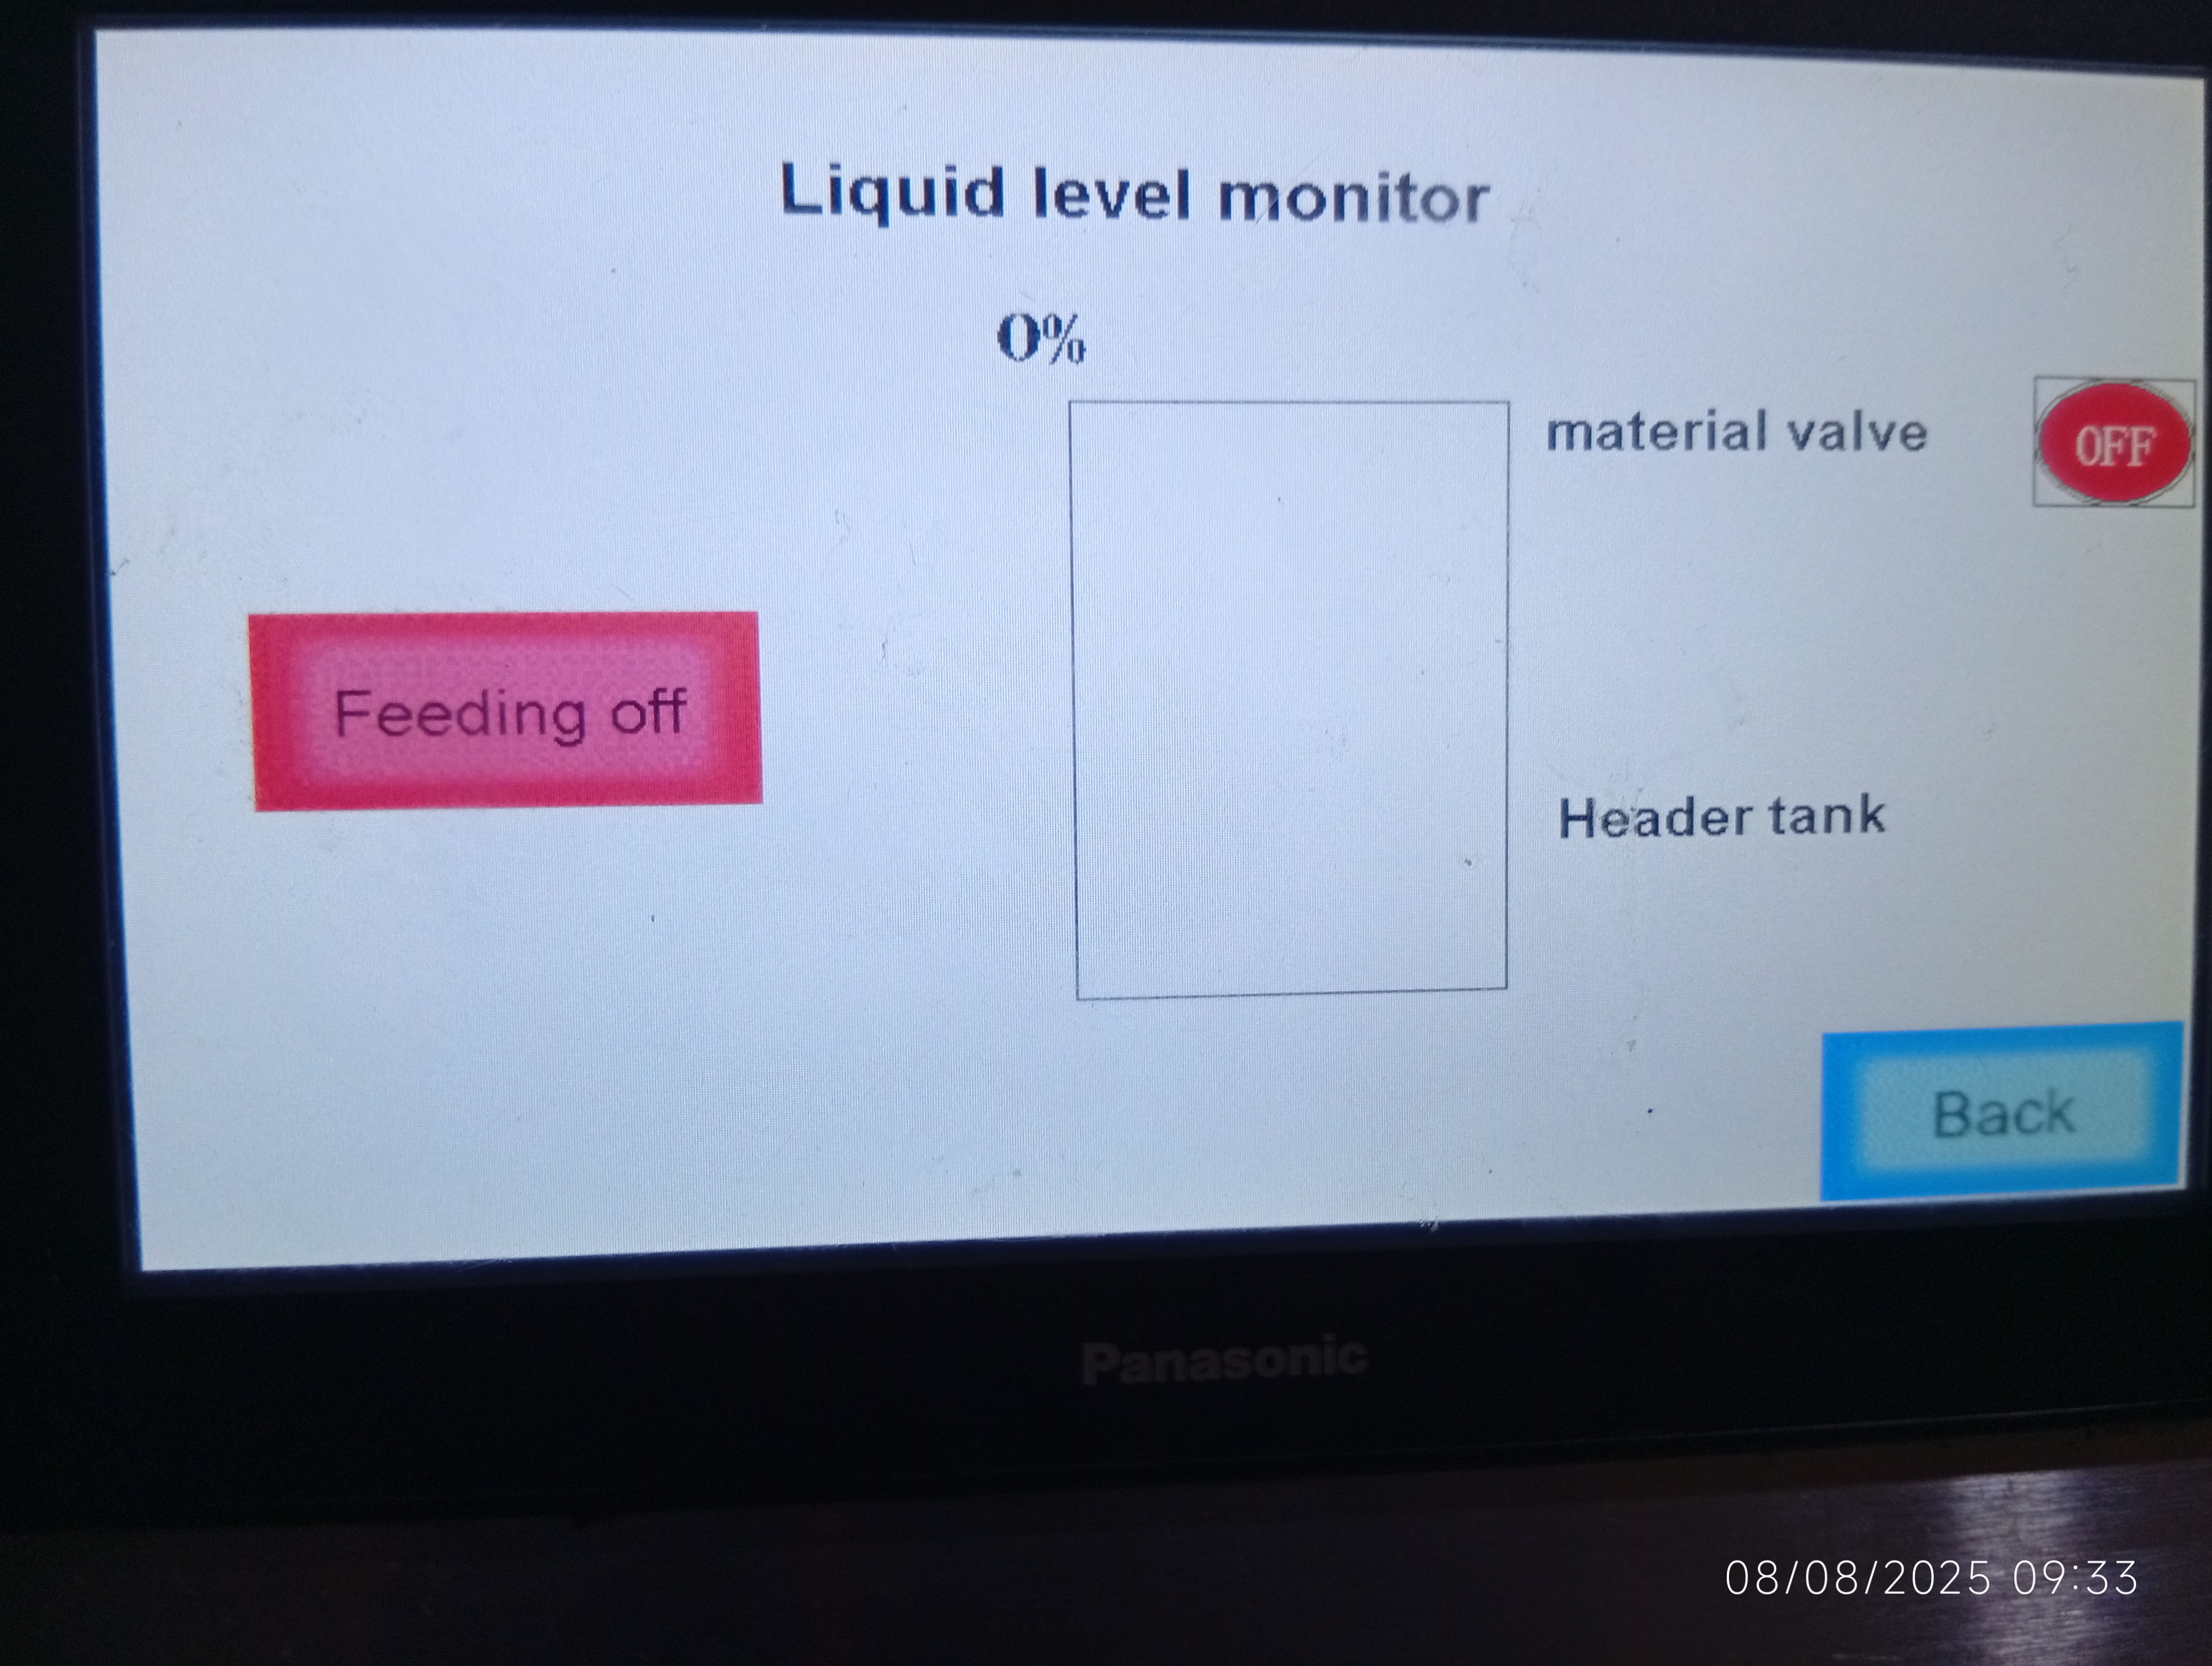 Liquid level monitor
0%
material valve
OFF
Feeding off
Header tank
Back
Panasonic
08/08/2025 09:33